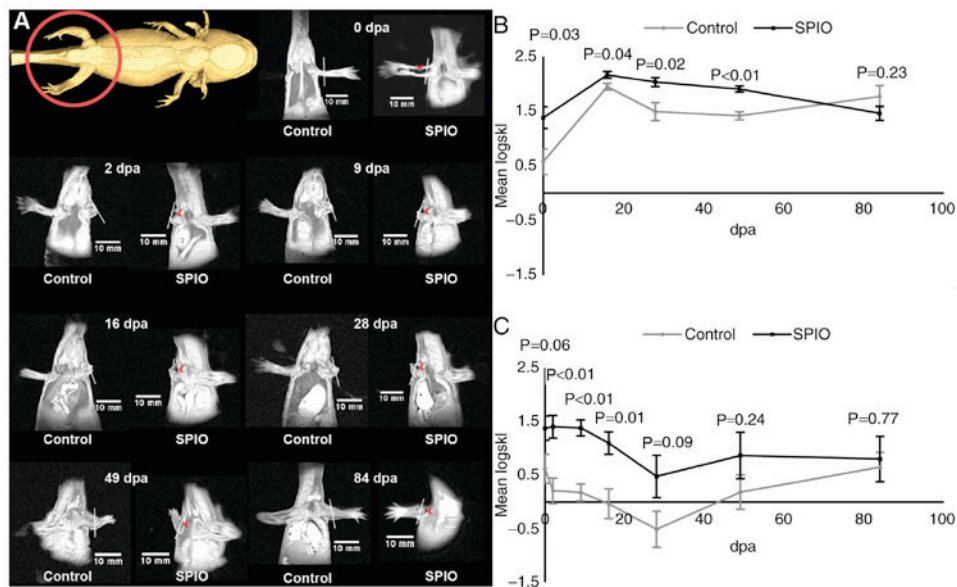 A
0 dpa
10 mm
10 mm
Control
SPIO
2 dpa
9 dpa
10 mm
10 mm
10 mm
10 mm
Control
SPIO
Control
SPIO
16 dpa
28 dpa
10 mm
10 mm
10 mm
10 mm
Control
SPIO
Control
SPIO
49 dpa
84 dpa
10 mm
10 mm
10 mm
10 mm
Control
SPIO
Control
SPIO
B
Control
SPIO
P=0.03
P=0.04
P=0.02
P<0.01
P=0.23
2.5
1.5
0.5
−0.5
−1.5
Mean logskl
0
20
40
60
80
100
dpa
C
Control
SPIO
P=0.06
P<0.01
P<0.01
P=0.01
P=0.09
P=0.24
P=0.77
2.5
1.5
0.5
−0.5
−1.5
Mean logskl
0
20
40
60
80
100
dpa